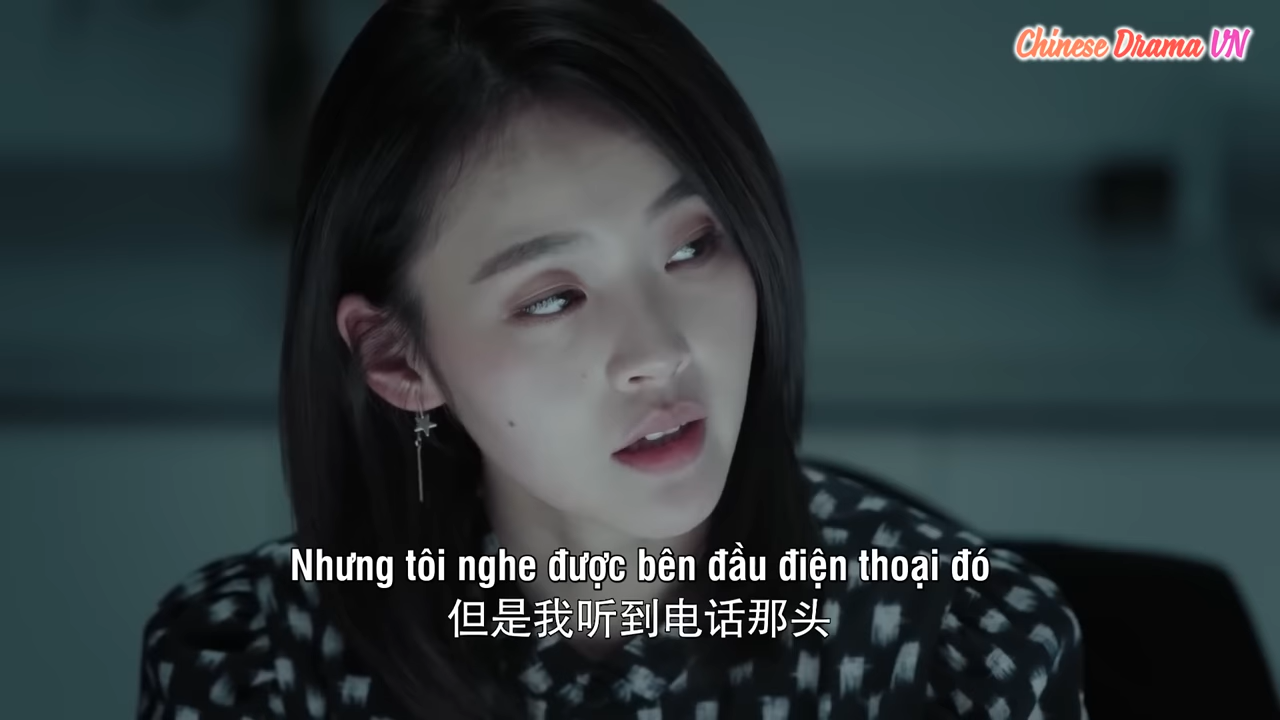 Chinese Drama VN
Nhưng tôi nghe được bên đầu điện thoại đó
但是我听到电话那头